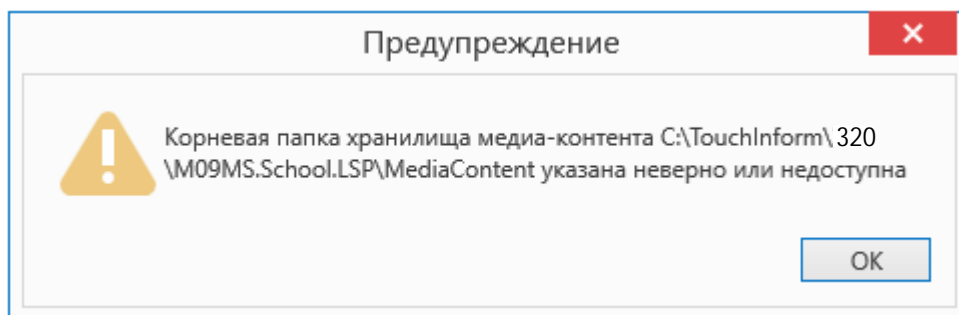 Предупреждение
Корневая папка хранилища медиа-контента C:\TouchInform\ 320
\M09MS.School.LSP\MediaContent указана неверно или недоступна
OK